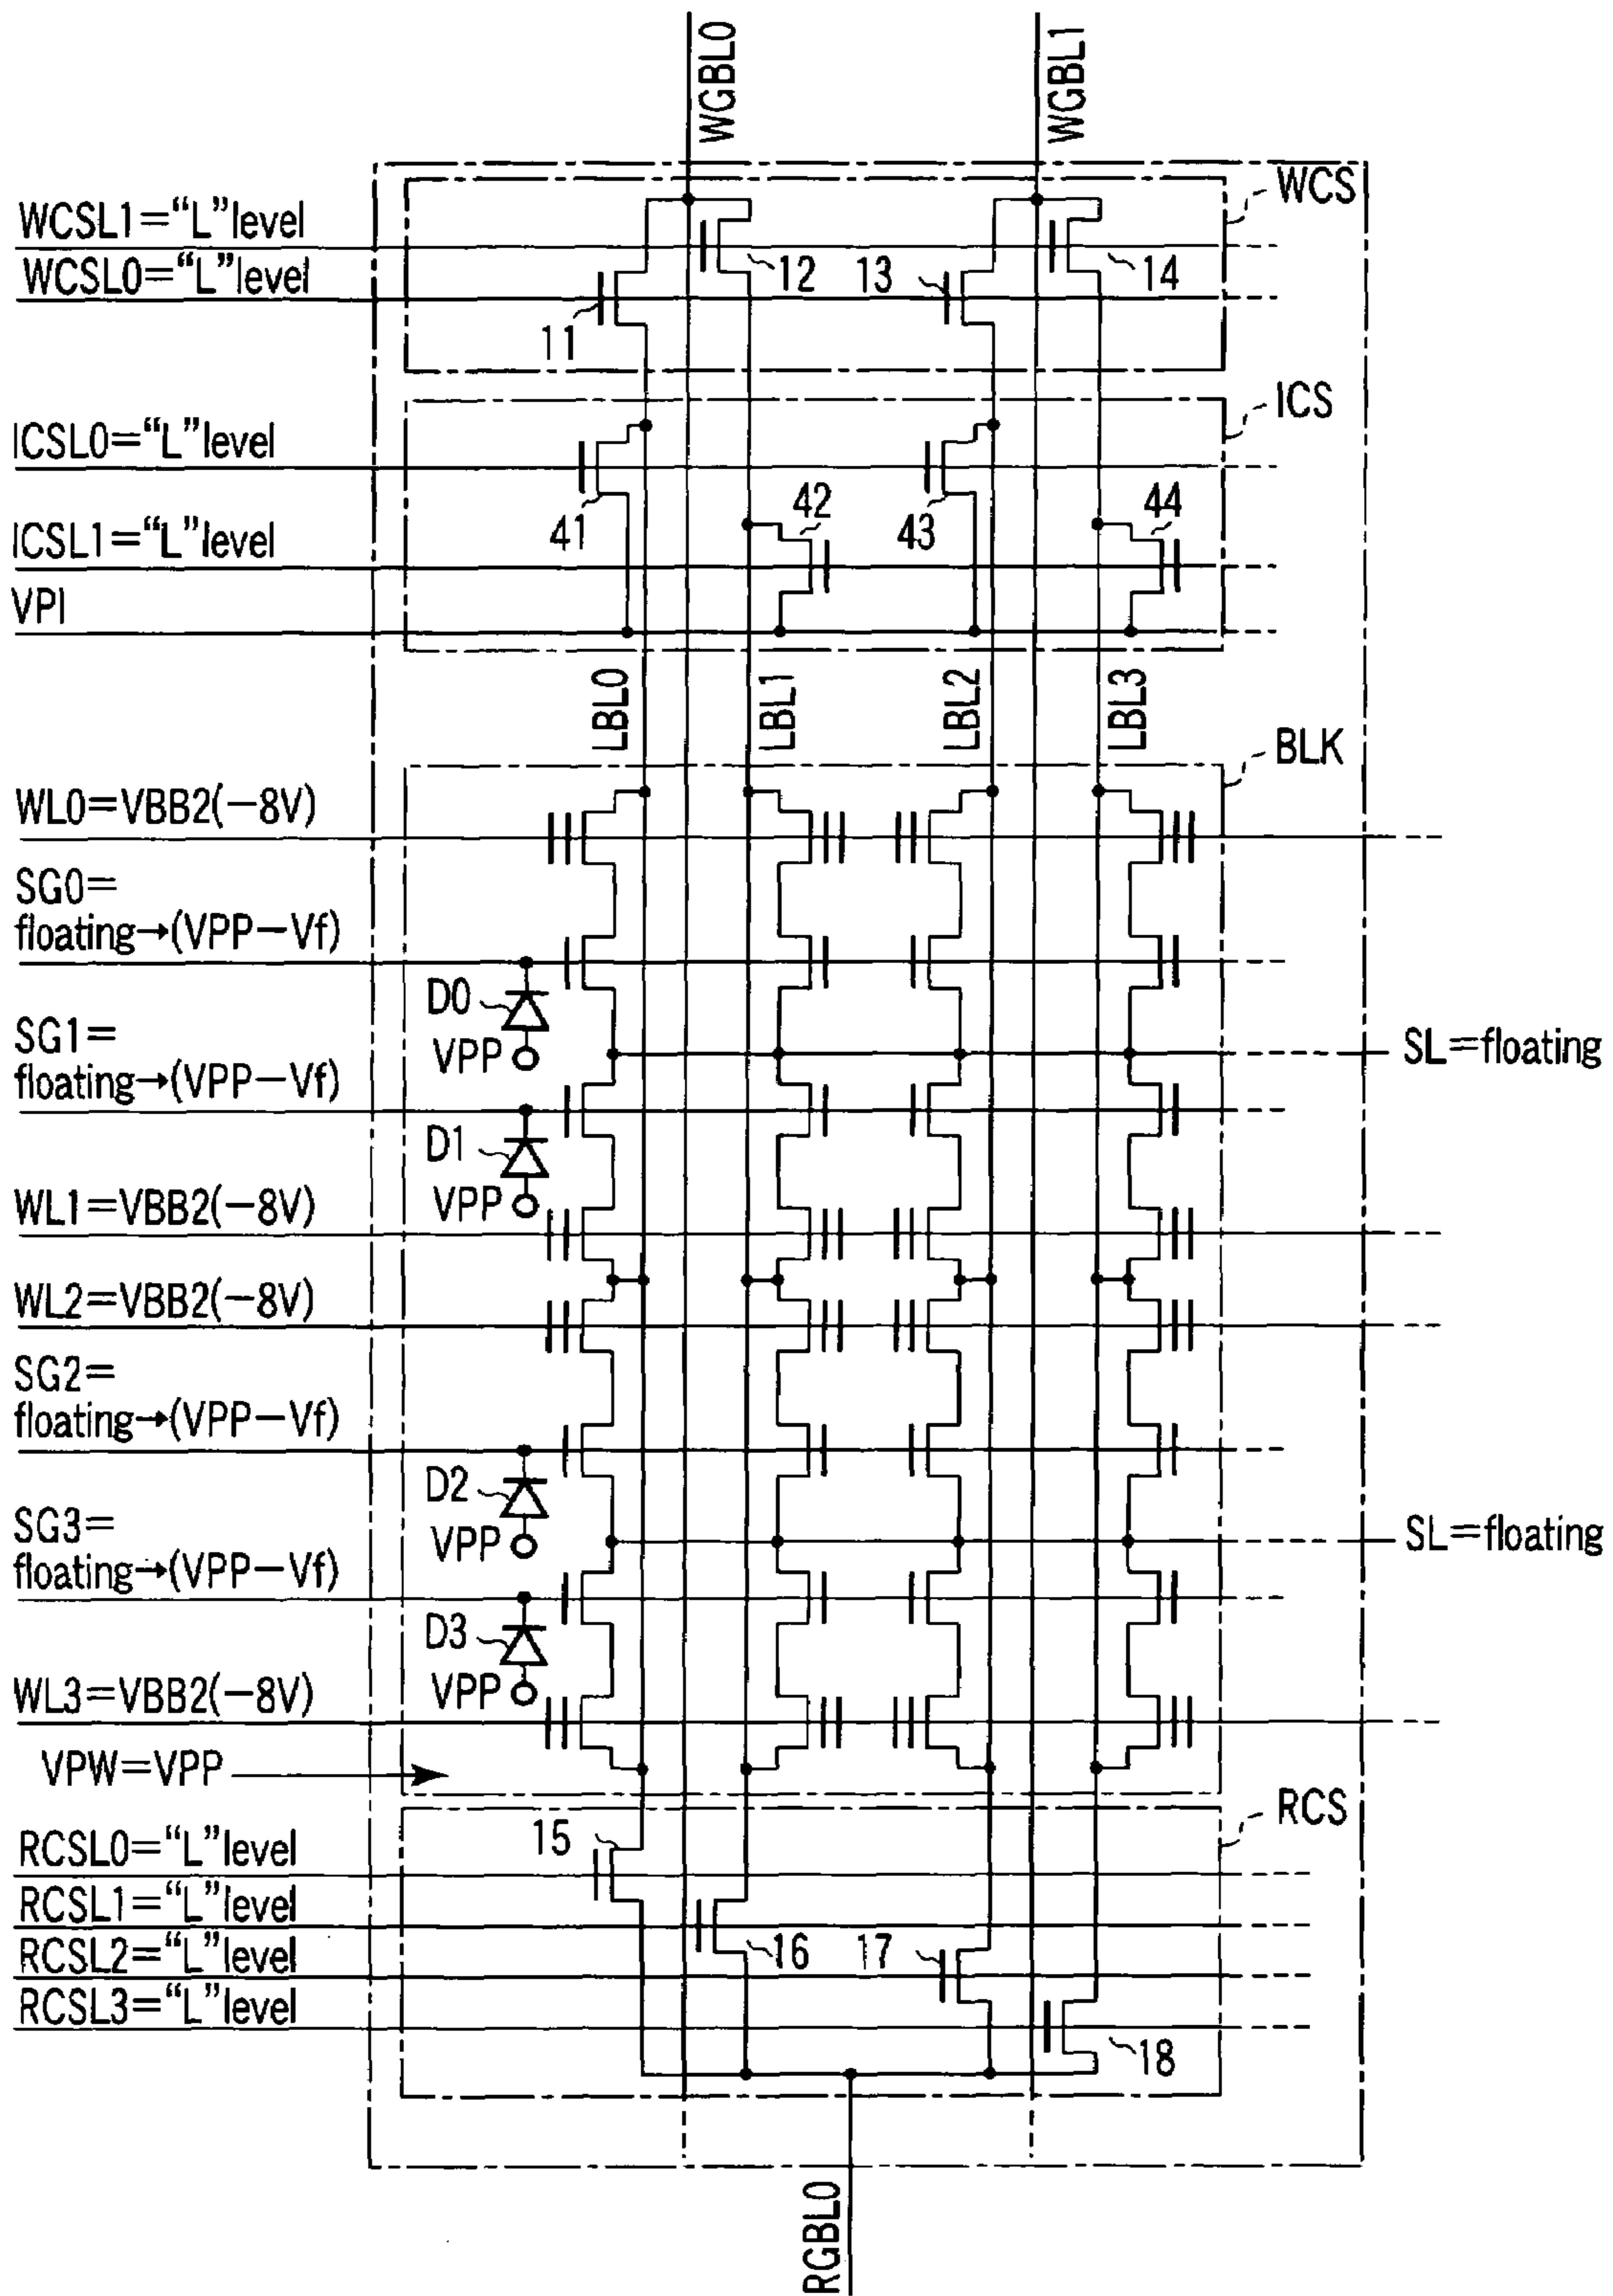 WGBL0
WGBL1
WCS
WCSL1=“L”level
WCSL0=“L”level
12
13
14
11
ICS
ICSL0=“L”level
42
44
41
43
ICSL1=“L”level
VPI
LBL0
LBL1
LBL2
LBL3
BLK
WL0=VBB2(−8V)
SG0=
floating→(VPP−Vf)
D0
VPP
SL=floating
SG1=
floating→(VPP−Vf)
D1
VPP
WL1=VBB2(−8V)
WL2=VBB2(−8V)
SG2=
floating→(VPP−Vf)
D2
VPP
SL=floating
SG3=
floating→(VPP−Vf)
D3
VPP
WL3=VBB2(−8V)
VPW=VPP
RCS
15
RCSL0=“L”level
RCSL1=“L”level
16
17
RCSL2=“L”level
RCSL3=“L”level
18
RGBL0